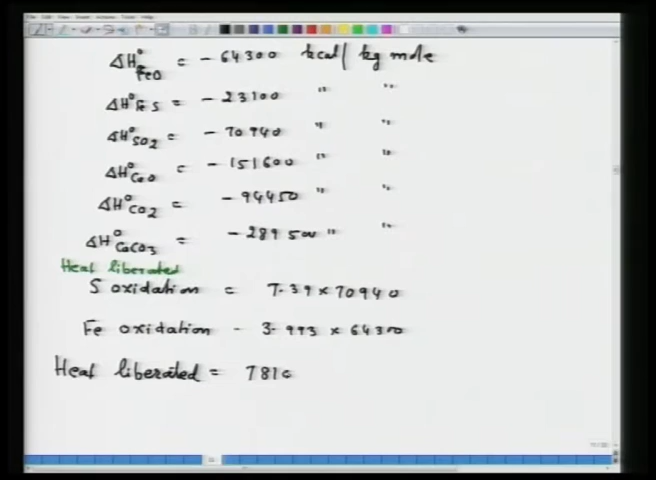 ΔH°FeO = - 64300 kcal/ kg mole
ΔH°FeS = - 23100 " "
ΔH°SO2 = - 70940 " "
ΔH°CaO = - 151600 " "
ΔH°CO2 = - 94450 " "
ΔH°CaCO3 = - 289500 " "
Heat liberated
S oxidation = 7.39 × 70940
Fe oxidation - 3.993 × 64300
Heat liberated = 781